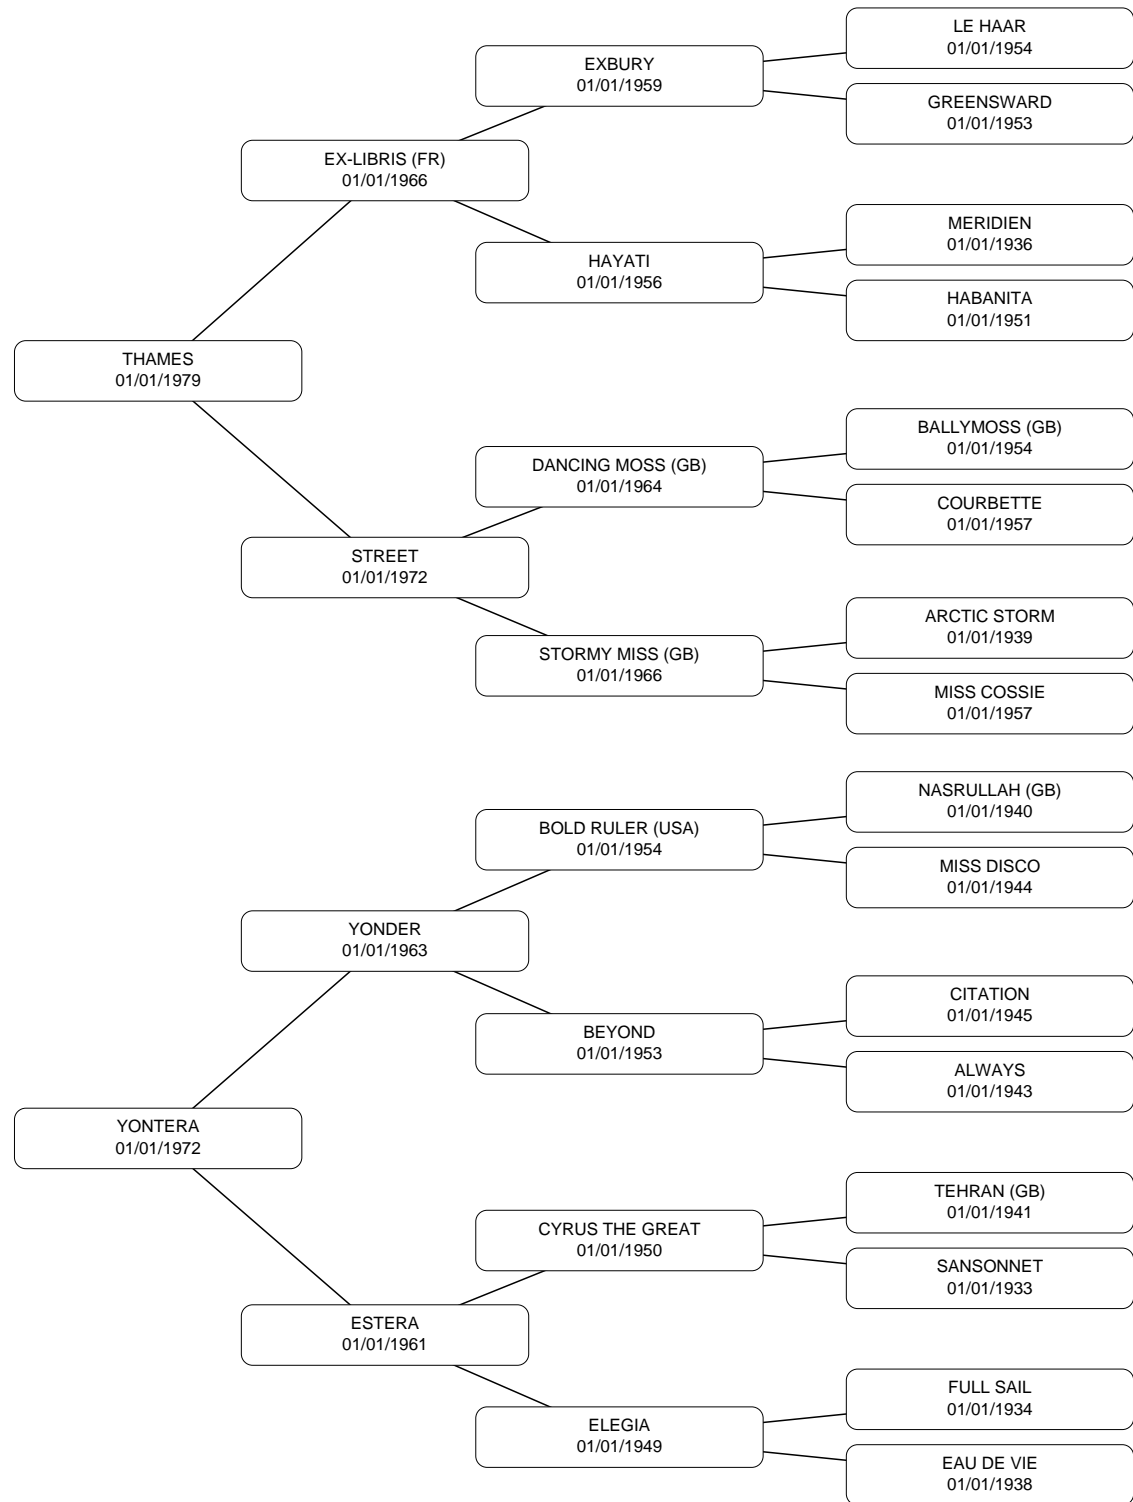 LE HAAR
01/01/1954
EXBURY
01/01/1959
GREENSWARD
01/01/1953
EX-LIBRIS (FR)
01/01/1966
MERIDIEN
01/01/1936
HAYATI
01/01/1956
HABANITA
01/01/1951
THAMES
01/01/1979
BALLYMOSS (GB)
01/01/1954
DANCING MOSS (GB)
01/01/1964
COURBETTE
01/01/1957
STREET
01/01/1972
ARCTIC STORM
01/01/1939
STORMY MISS (GB)
01/01/1966
MISS COSSIE
01/01/1957
NASRULLAH (GB)
01/01/1940
BOLD RULER (USA)
01/01/1954
MISS DISCO
01/01/1944
YONDER
01/01/1963
CITATION
01/01/1945
BEYOND
01/01/1953
ALWAYS
01/01/1943
YONTERA
01/01/1972
TEHRAN (GB)
01/01/1941
CYRUS THE GREAT
01/01/1950
SANSONNET
01/01/1933
ESTERA
01/01/1961
FULL SAIL
01/01/1934
ELEGIA
01/01/1949
EAU DE VIE
01/01/1938